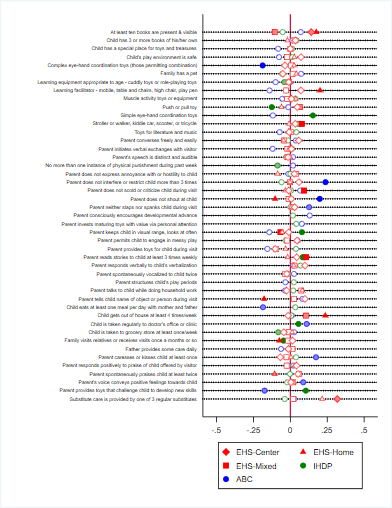 At least ten books are present & visible
Child has 3 or more books of his/her own
Child has a special place for toys and treasures
Child's play environment is safe
Complex eye-hand coordination toys (those permitting combination)
Family has a pet
Learning equipment appropriate to age - cuddly toys or role-playing toys
Learning facilitator - mobile, table and chairs, high chair, play pen
Muscle activity toys or equipment
Push or pull toy
Simple eye-hand coordination toys
Stroller or walker, kiddie car, scooter, or tricycle
Toys for literature and music
Parent converses freely and easily
Parent initiates verbal exchanges with visitor
Parent's speech is distinct and audible
No more than one instance of physical punishment during past week
Parent does not express annoyance with or hostility to child
Parent does not interfere or restrict child more than 3 times
Parent does not scold or criticize child during visit
Parent does not shout at child
Parent neither slaps nor spanks child during visit
Parent consciously encourages developmental advance
Parent invests maturing toys with value via personal attention
Parent keeps child in visual range, looks at often
Parent permits child to engage in messy play
Parent provides toys for child during visit
Parent reads stories to child at least 3 times weekly
Parent responds verbally to child's verbalization
Parent spontaneously vocalized to child twice
Parent structures child's play periods
Parent talks to child while doing household work
Parent tells child name of object or person during visit
Child eats at least one meal per day with mother and father
Child gets out of house at least 4 times/week
Child is taken regularly to doctor's office or clinic
Child is taken to grocery store at least once/week
Family visits relatives or receives visits once a month or so
Father provides some care daily
Parent caresses or kisses child at least once
Parent responds positively to praise of child offered by visitor
Parent spontaneously praises child at least twice
Parent's voice conveys positive feelings towards child
Parent provides toys that challenge child to develop new skills
Substitute care is provided by one of 3 regular substitutes
-.5 -.25 0 .25 .5
EHS-Center EHS-Home
EHS-Mixed IHDP
ABC